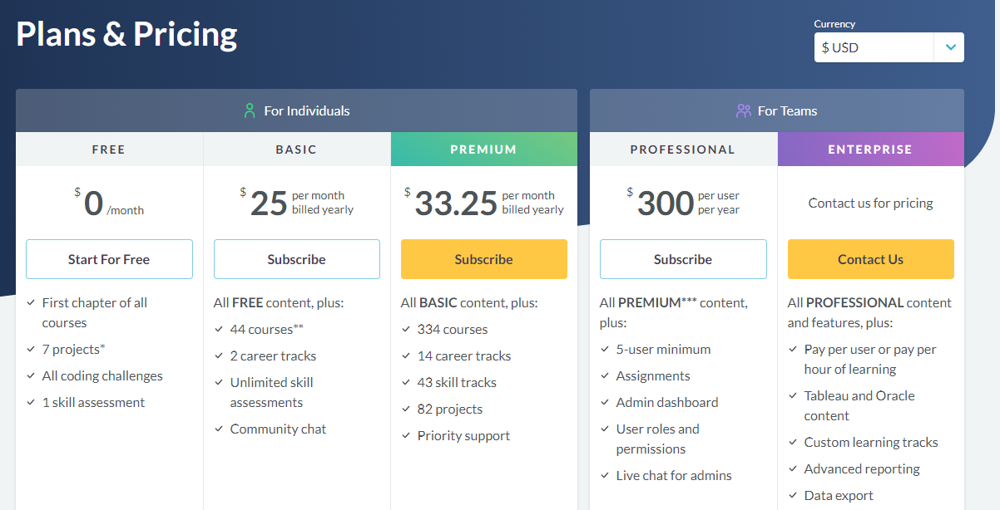 Plans & Pricing
Currency
$ USD
For Individuals
For Teams
FREE
BASIC
PREMIUM
PROFESSIONAL
ENTERPRISE
$ 0 /month
$ 25 per month
billed yearly
$ 33.25 per month
billed yearly
$ 300 per user
per year
Contact us for pricing
Start For Free
Subscribe
Subscribe
Subscribe
Contact Us
First chapter of all
courses
7 projects*
All coding challenges
1 skill assessment
All FREE content, plus:
44 courses**
2 career tracks
Unlimited skill
assessments
Community chat
All BASIC content, plus:
334 courses
14 career tracks
43 skill tracks
82 projects
Priority support
All PREMIUM*** content,
plus:
5-user minimum
Assignments
Admin dashboard
User roles and
permissions
Live chat for admins
All PROFESSIONAL content
and features, plus:
Pay per user or pay per
hour of learning
Tableau and Oracle
content
Custom learning tracks
Advanced reporting
Data export